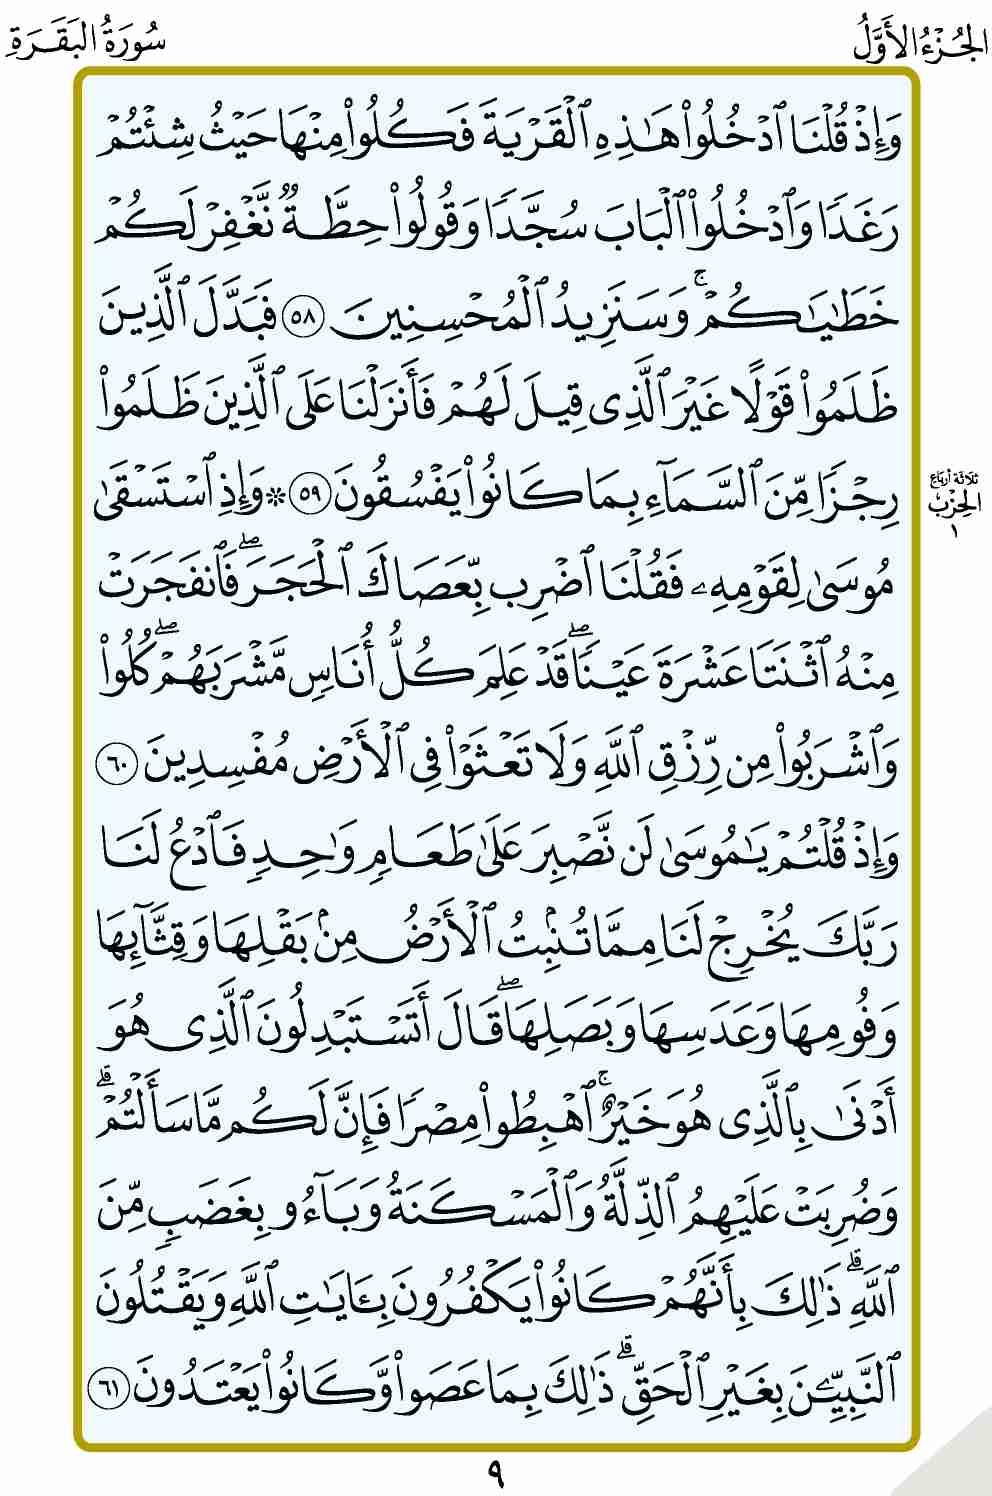 الجُزْءُ الأَوَّلُ
سُورَةُ البَقَرَةِ
وَإِذْ قُلْنَا ٱدْخُلُوا۟ هَـٰذِهِ ٱلْقَرْيَةَ فَكُلُوا۟ مِنْهَا حَيْثُ شِئْتُمْ
رَغَدًا وَٱدْخُلُوا۟ ٱلْبَابَ سُجَّدًا وَقُولُوا۟ حِطَّةٌ نَّغْفِرْ لَكُمْ
خَطَـٰيَـٰكُمْ ۚ وَسَنَزِيدُ ٱلْمُحْسِنِينَ ٥٨ فَبَدَّلَ ٱلَّذِينَ
ظَلَمُوا۟ قَوْلًا غَيْرَ ٱلَّذِى قِيلَ لَهُمْ فَأَنزَلْنَا عَلَى ٱلَّذِينَ ظَلَمُوا۟
رِجْزًا مِّنَ ٱلسَّمَآءِ بِمَا كَانُوا۟ يَفْسُقُونَ ٥٩ ۞ وَإِذِ ٱسْتَسْقَىٰ
ثلاثة أرباع
الحِزْب
١
مُوسَىٰ لِقَوْمِهِۦ فَقُلْنَا ٱضْرِب بِّعَصَاكَ ٱلْحَجَرَ ۖ فَٱنفَجَرَتْ
مِنْهُ ٱثْنَتَا عَشْرَةَ عَيْنًا ۖ قَدْ عَلِمَ كُلُّ أُنَاسٍ مَّشْرَبَهُمْ ۖ كُلُوا۟
وَٱشْرَبُوا۟ مِن رِّزْقِ ٱللَّهِ وَلَا تَعْثَوْا۟ فِى ٱلْأَرْضِ مُفْسِدِينَ ٦٠
وَإِذْ قُلْتُمْ يَـٰمُوسَىٰ لَن نَّصْبِرَ عَلَىٰ طَعَامٍ وَٰحِدٍ فَٱدْعُ لَنَا
رَبَّكَ يُخْرِجْ لَنَا مِمَّا تُنۢبِتُ ٱلْأَرْضُ مِنۢ بَقْلِهَا وَقِثَّآئِهَا
وَفُومِهَا وَعَدَسِهَا وَبَصَلِهَا ۖ قَالَ أَتَسْتَبْدِلُونَ ٱلَّذِى هُوَ
أَدْنَىٰ بِٱلَّذِى هُوَ خَيْرٌ ۚ ٱهْبِطُوا۟ مِصْرًا فَإِنَّ لَكُم مَّا سَأَلْتُمْ ۗ
وَضُرِبَتْ عَلَيْهِمُ ٱلذِّلَّةُ وَٱلْمَسْكَنَةُ وَبَآءُو بِغَضَبٍ مِّنَ
ٱللَّهِ ۗ ذَٰلِكَ بِأَنَّهُمْ كَانُوا۟ يَكْفُرُونَ بِـَٔايَـٰتِ ٱللَّهِ وَيَقْتُلُونَ
ٱلنَّبِيِّـۧنَ بِغَيْرِ ٱلْحَقِّ ۗ ذَٰلِكَ بِمَا عَصَوا۟ وَّكَانُوا۟ يَعْتَدُونَ ٦١
٩